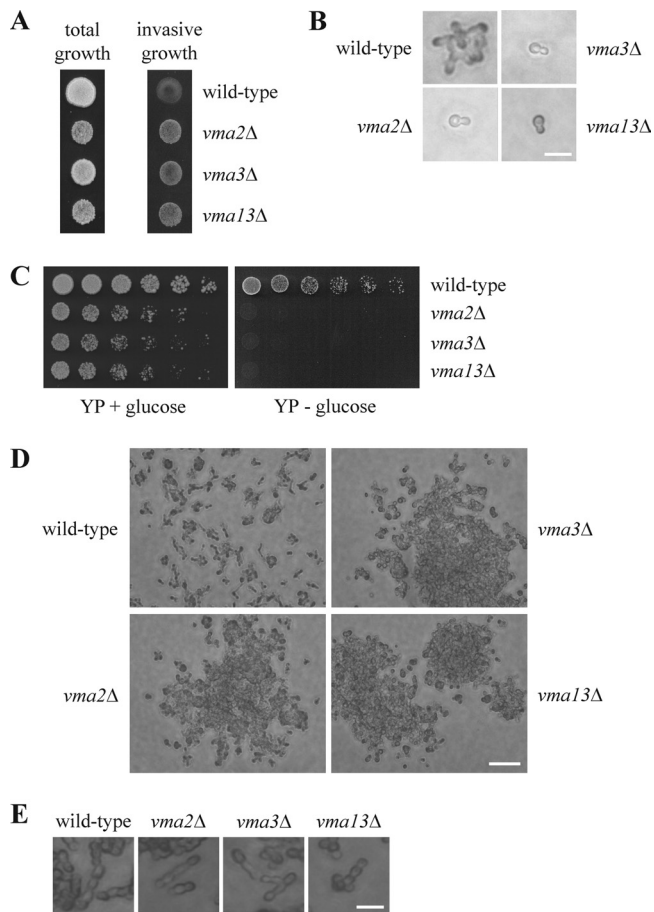 A
total growth
invasive growth
wild-type
vma2Δ
vma3Δ
vma13Δ
B
wild-type
vma3Δ
vma2Δ
vma13Δ
C
wild-type
vma2Δ
vma3Δ
vma13Δ
YP + glucose
YP - glucose
D
wild-type
vma3Δ
vma2Δ
vma13Δ
E
wild-type
vma2Δ
vma3Δ
vma13Δ